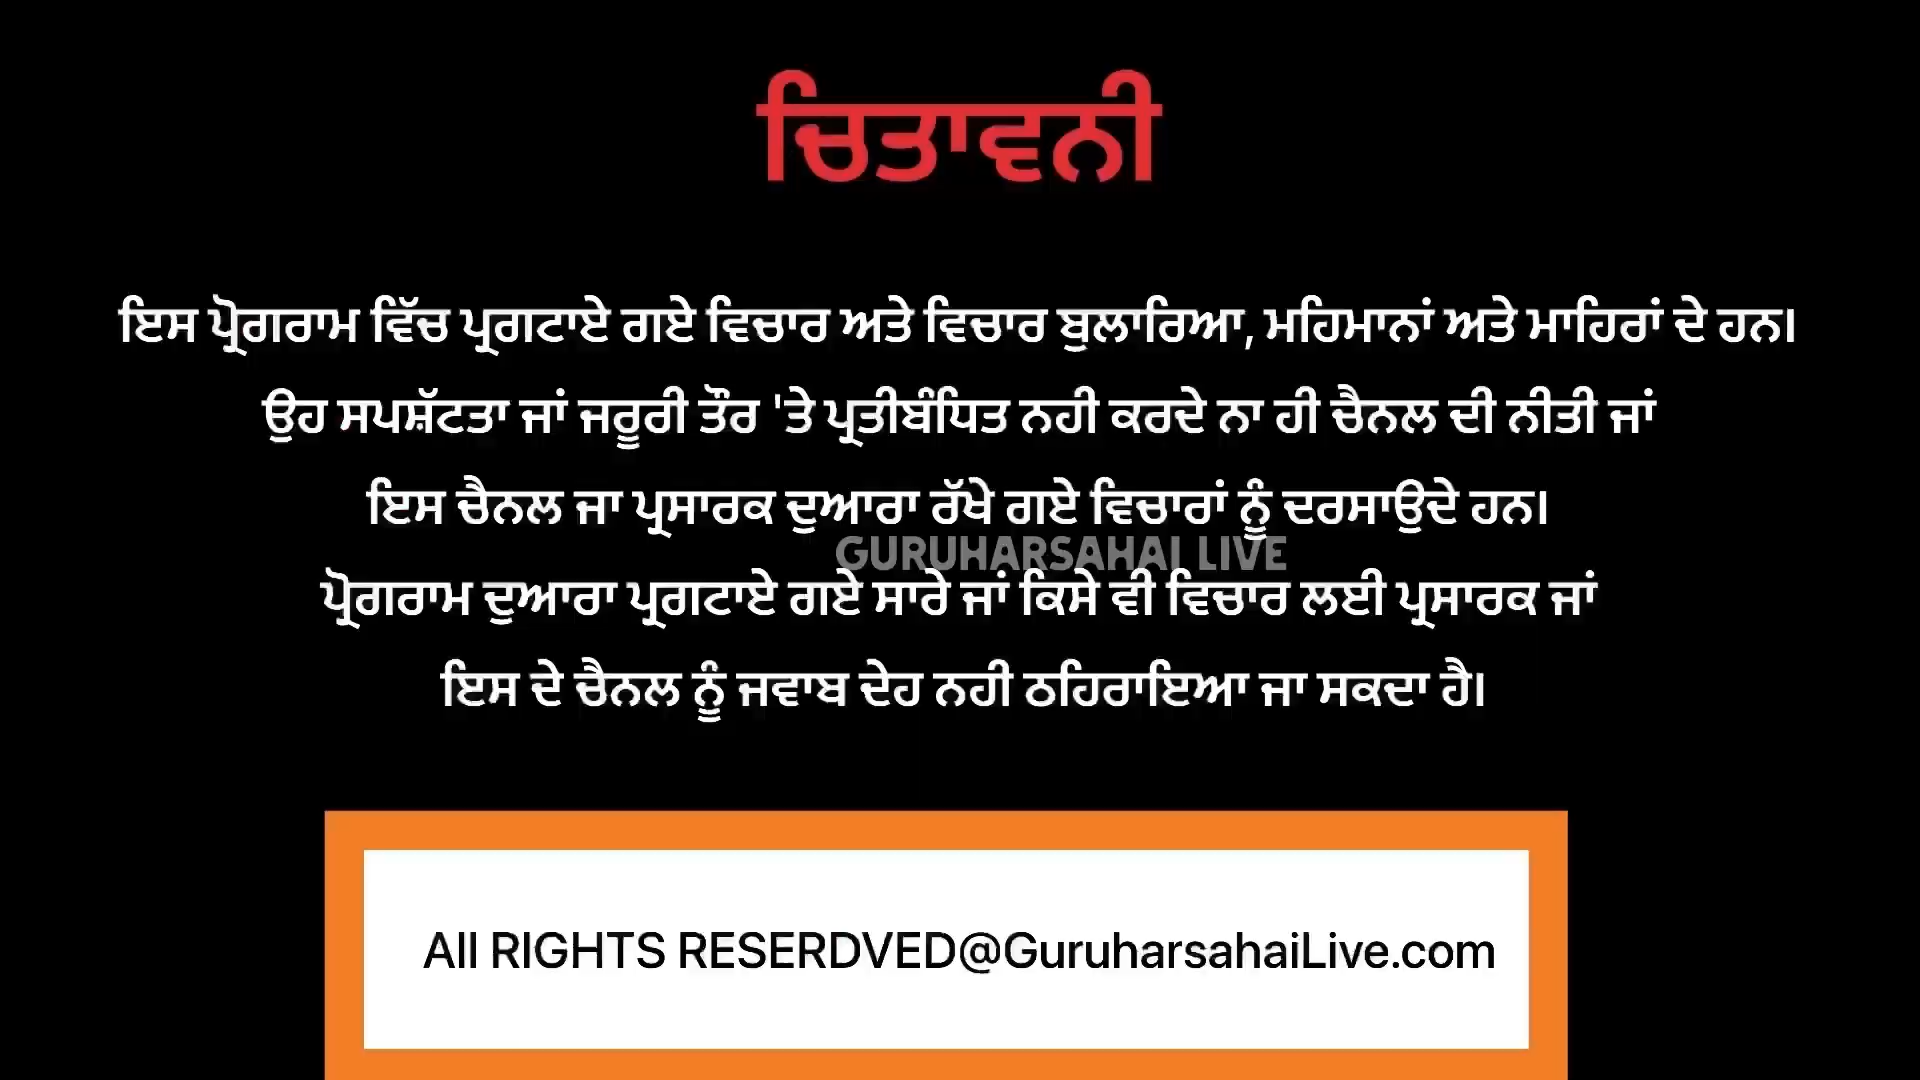 ਚਿਤਾਵਨੀ
ਇਸ ਪ੍ਰੋਗਰਾਮ ਵਿੱਚ ਪ੍ਰਗਟਾਏ ਗਏ ਵਿਚਾਰ ਅਤੇ ਵਿਚਾਰ ਬੁਲਾਰਿਆ, ਮਹਿਮਾਨਾਂ ਅਤੇ ਮਾਹਿਰਾਂ ਦੇ ਹਨ।
ਉਹ ਸਪਸ਼ੱਟਤਾ ਜਾਂ ਜਰੂਰੀ ਤੌਰ 'ਤੇ ਪ੍ਰਤੀਬੰਧਿਤ ਨਹੀ ਕਰਦੇ ਨਾ ਹੀ ਚੈਨਲ ਦੀ ਨੀਤੀ ਜਾਂ
ਇਸ ਚੈਨਲ ਜਾ ਪ੍ਰਸਾਰਕ ਦੁਆਰਾ ਰੱਖੇ ਗਏ ਵਿਚਾਰਾਂ ਨੂੰ ਦਰਸਾਉਦੇ ਹਨ।
GURUHARSAHAI LIVE
ਪ੍ਰੋਗਰਾਮ ਦੁਆਰਾ ਪ੍ਰਗਟਾਏ ਗਏ ਸਾਰੇ ਜਾਂ ਕਿਸੇ ਵੀ ਵਿਚਾਰ ਲਈ ਪ੍ਰਸਾਰਕ ਜਾਂ
ਇਸ ਦੇ ਚੈਨਲ ਨੂੰ ਜਵਾਬ ਦੇਹ ਨਹੀ ਠਹਿਰਾਇਆ ਜਾ ਸਕਦਾ ਹੈ।
All RIGHTS RESERDVED@GuruharsahaiLive.com